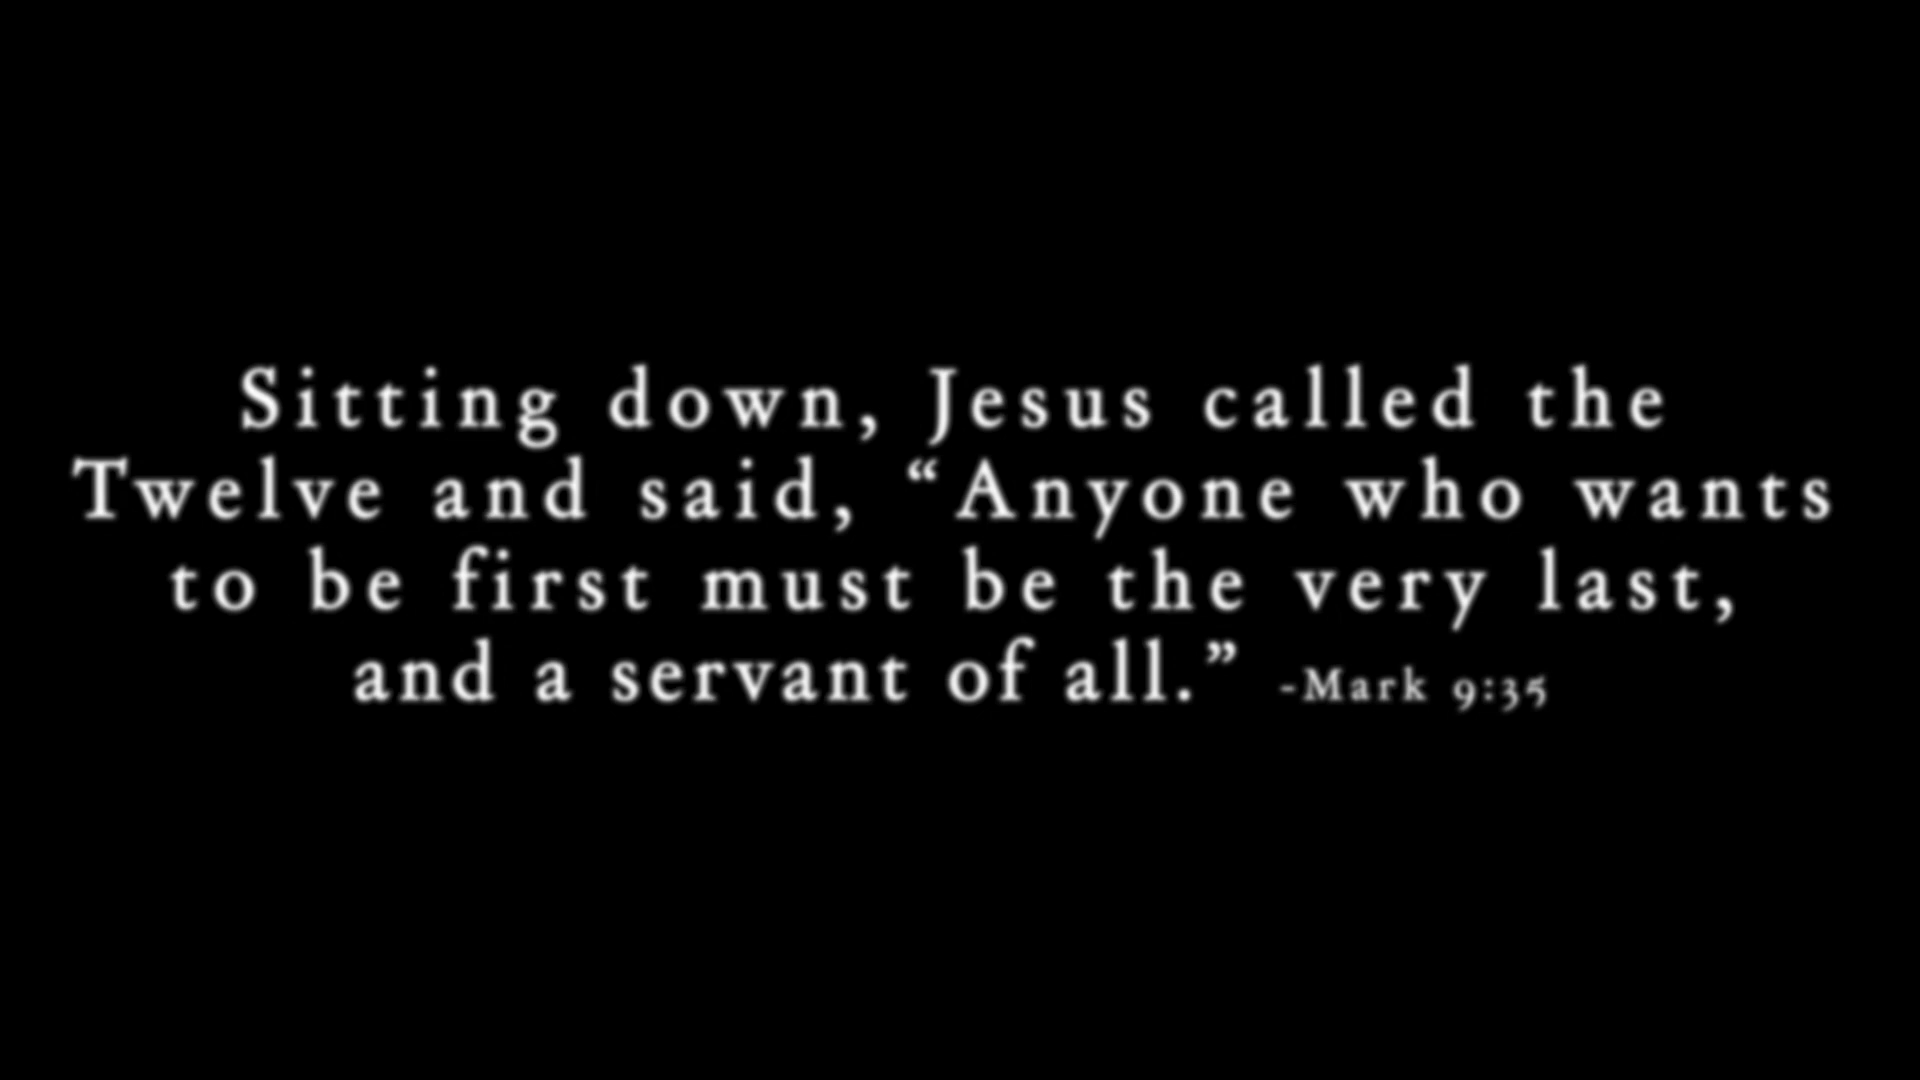 Sitting down, Jesus called the
Twelve and said, “Anyone who wants
to be first must be the very last,
and a servant of all.” -Mark 9:35